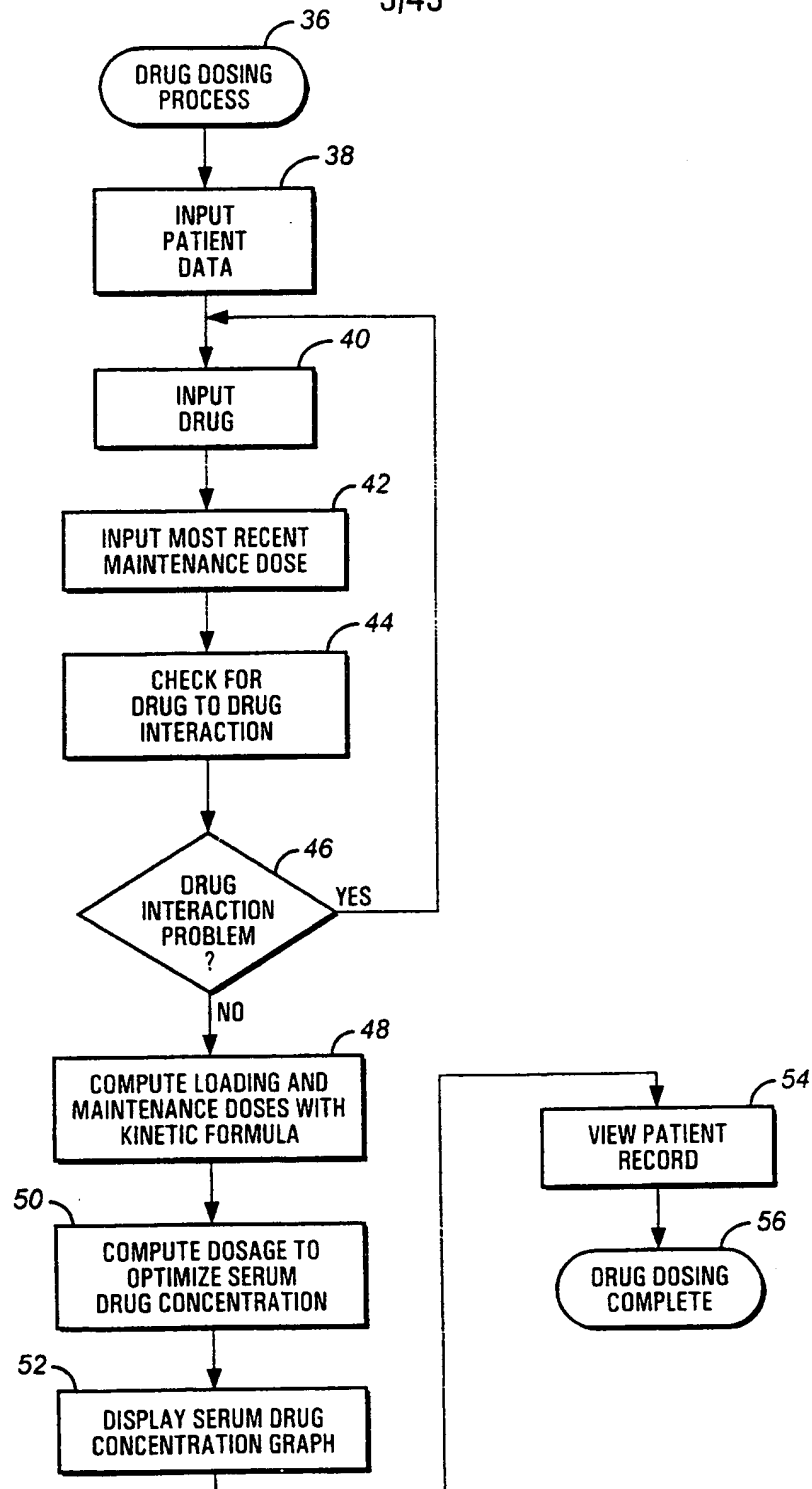 36
DRUG DOSING
PROCESS
38
INPUT
PATIENT
DATA
40
INPUT
DRUG
42
INPUT MOST RECENT
MAINTENANCE DOSE
44
CHECK FOR
DRUG TO DRUG
INTERACTION
46
DRUG
INTERACTION
PROBLEM
?
YES
NO
48
COMPUTE LOADING AND
MAINTENANCE DOSES WITH
KINETIC FORMULA
50
COMPUTE DOSAGE TO
OPTIMIZE SERUM
DRUG CONCENTRATION
52
DISPLAY SERUM DRUG
CONCENTRATION GRAPH
54
VIEW PATIENT
RECORD
56
DRUG DOSING
COMPLETE